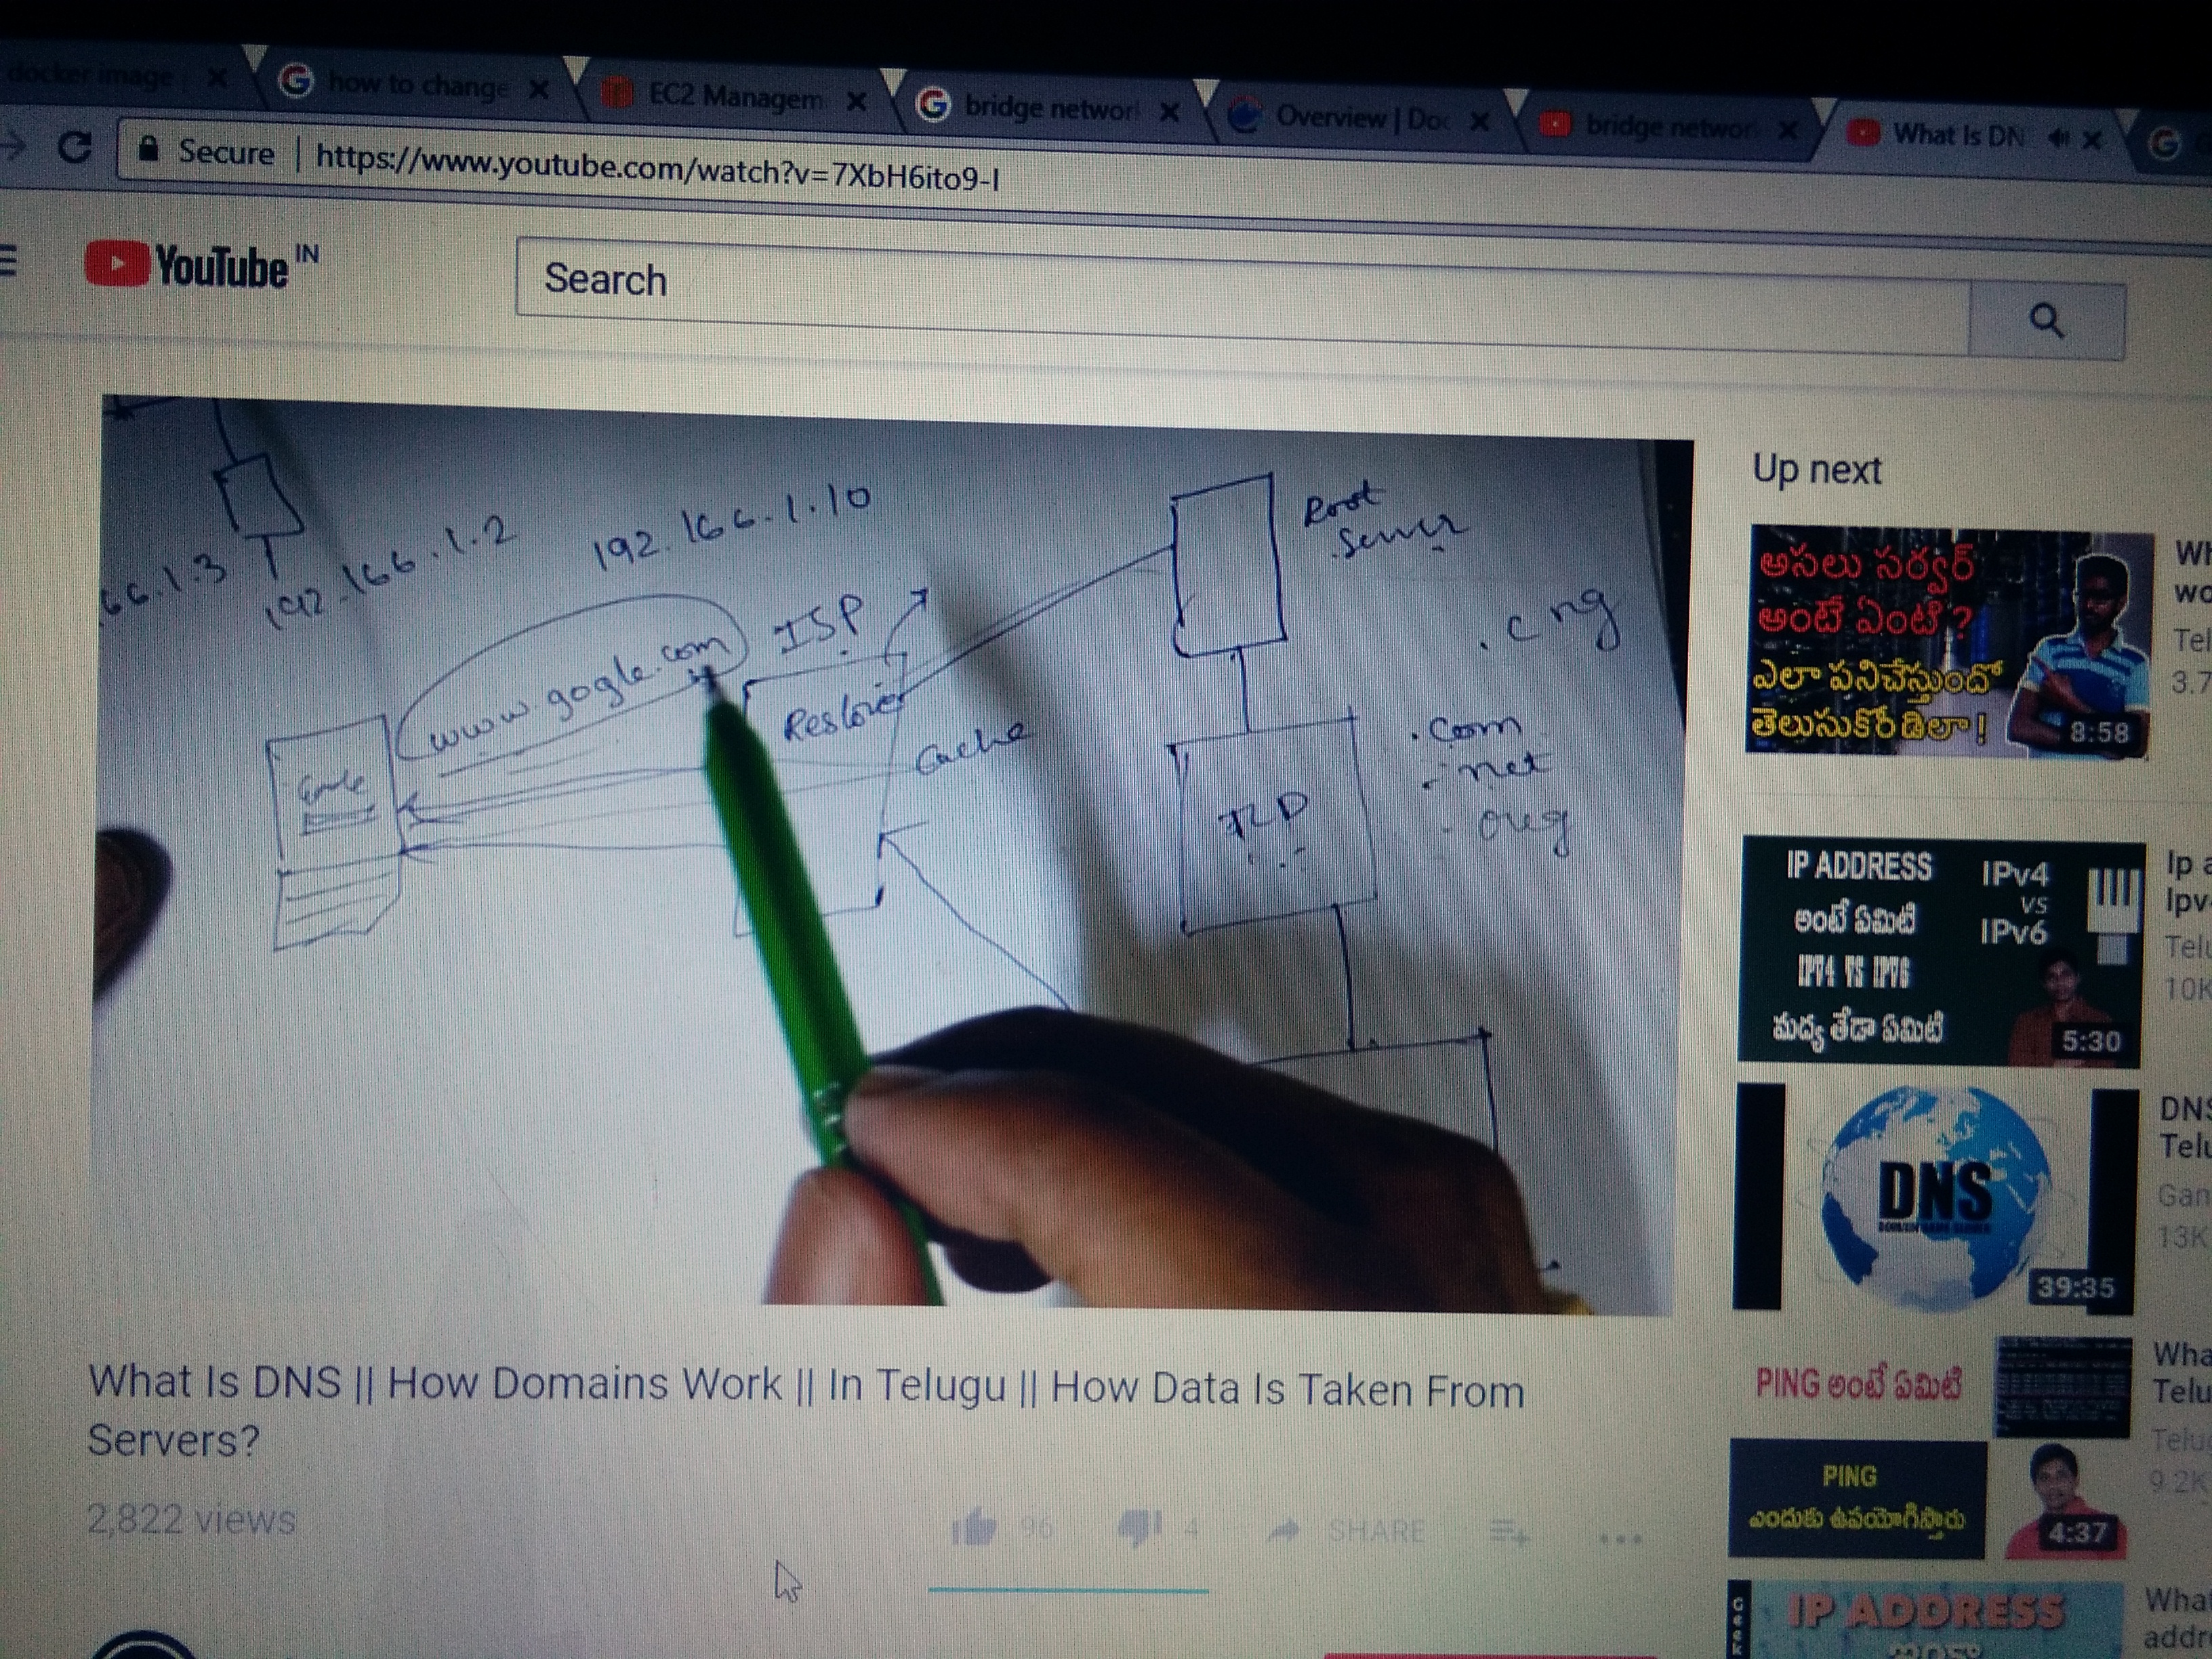 docker image
how to change
EC2 Managem
bridge networ
Overview | Doc
bridge networ
What Is DN
Secure | https://www.youtube.com/watch?v=7XbH6ito9-I
YouTube IN
Search
66.1.3
192.166.1.2
192.166.1.10
Root
Server
ISP
www.gogle.com
Reslover
Cache
.org
.com
.net
.org
TLD
Up next
అసలు సర్వర్
అంటే ఏంటి?
ఎలా పనిచేస్తుందో
తెలుసుకోండిలా!
8:58
Tel
3.7
IP ADDRESS
అంటే ఏమిటి
IPV4 VS IPV6
మధ్య తేడా ఏమిటి
IPv4
VS
IPv6
5:30
Ip a
Ipv
Telu
10K
DNS
39:35
DNS
Telu
Gan
13K
PING అంటే ఏమిటి
PING
ఎందుకు ఉపయోగిస్తారు
4:37
Wha
Telu
Telu
9.2K
Geek
IP ADDRESS
What
addr
What Is DNS || How Domains Work || In Telugu || How Data Is Taken From
Servers?
2,822 views
96
4
SHARE